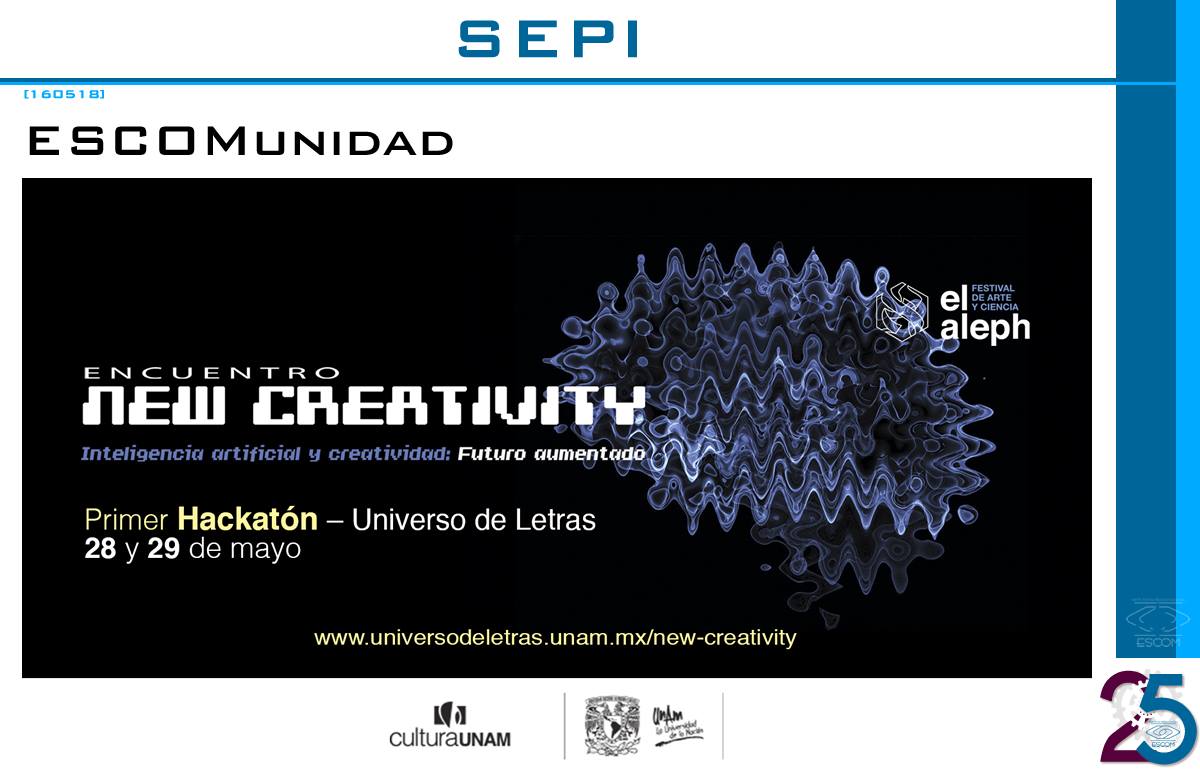 SEPI
[160518]
ESCOMUNIDAD
el aleph
FESTIVAL
DE ARTE
Y CIENCIA
ENCUENTRO
NEW CREATIVITY
Inteligencia artificial y creatividad: Futuro aumentado
Primer Hackatón – Universo de Letras
28 y 29 de mayo
www.universodeletras.unam.mx/new-creativity
culturaUNAM
UNAM
La Universidad
de la Nación
ESCOM
25
ESCOM